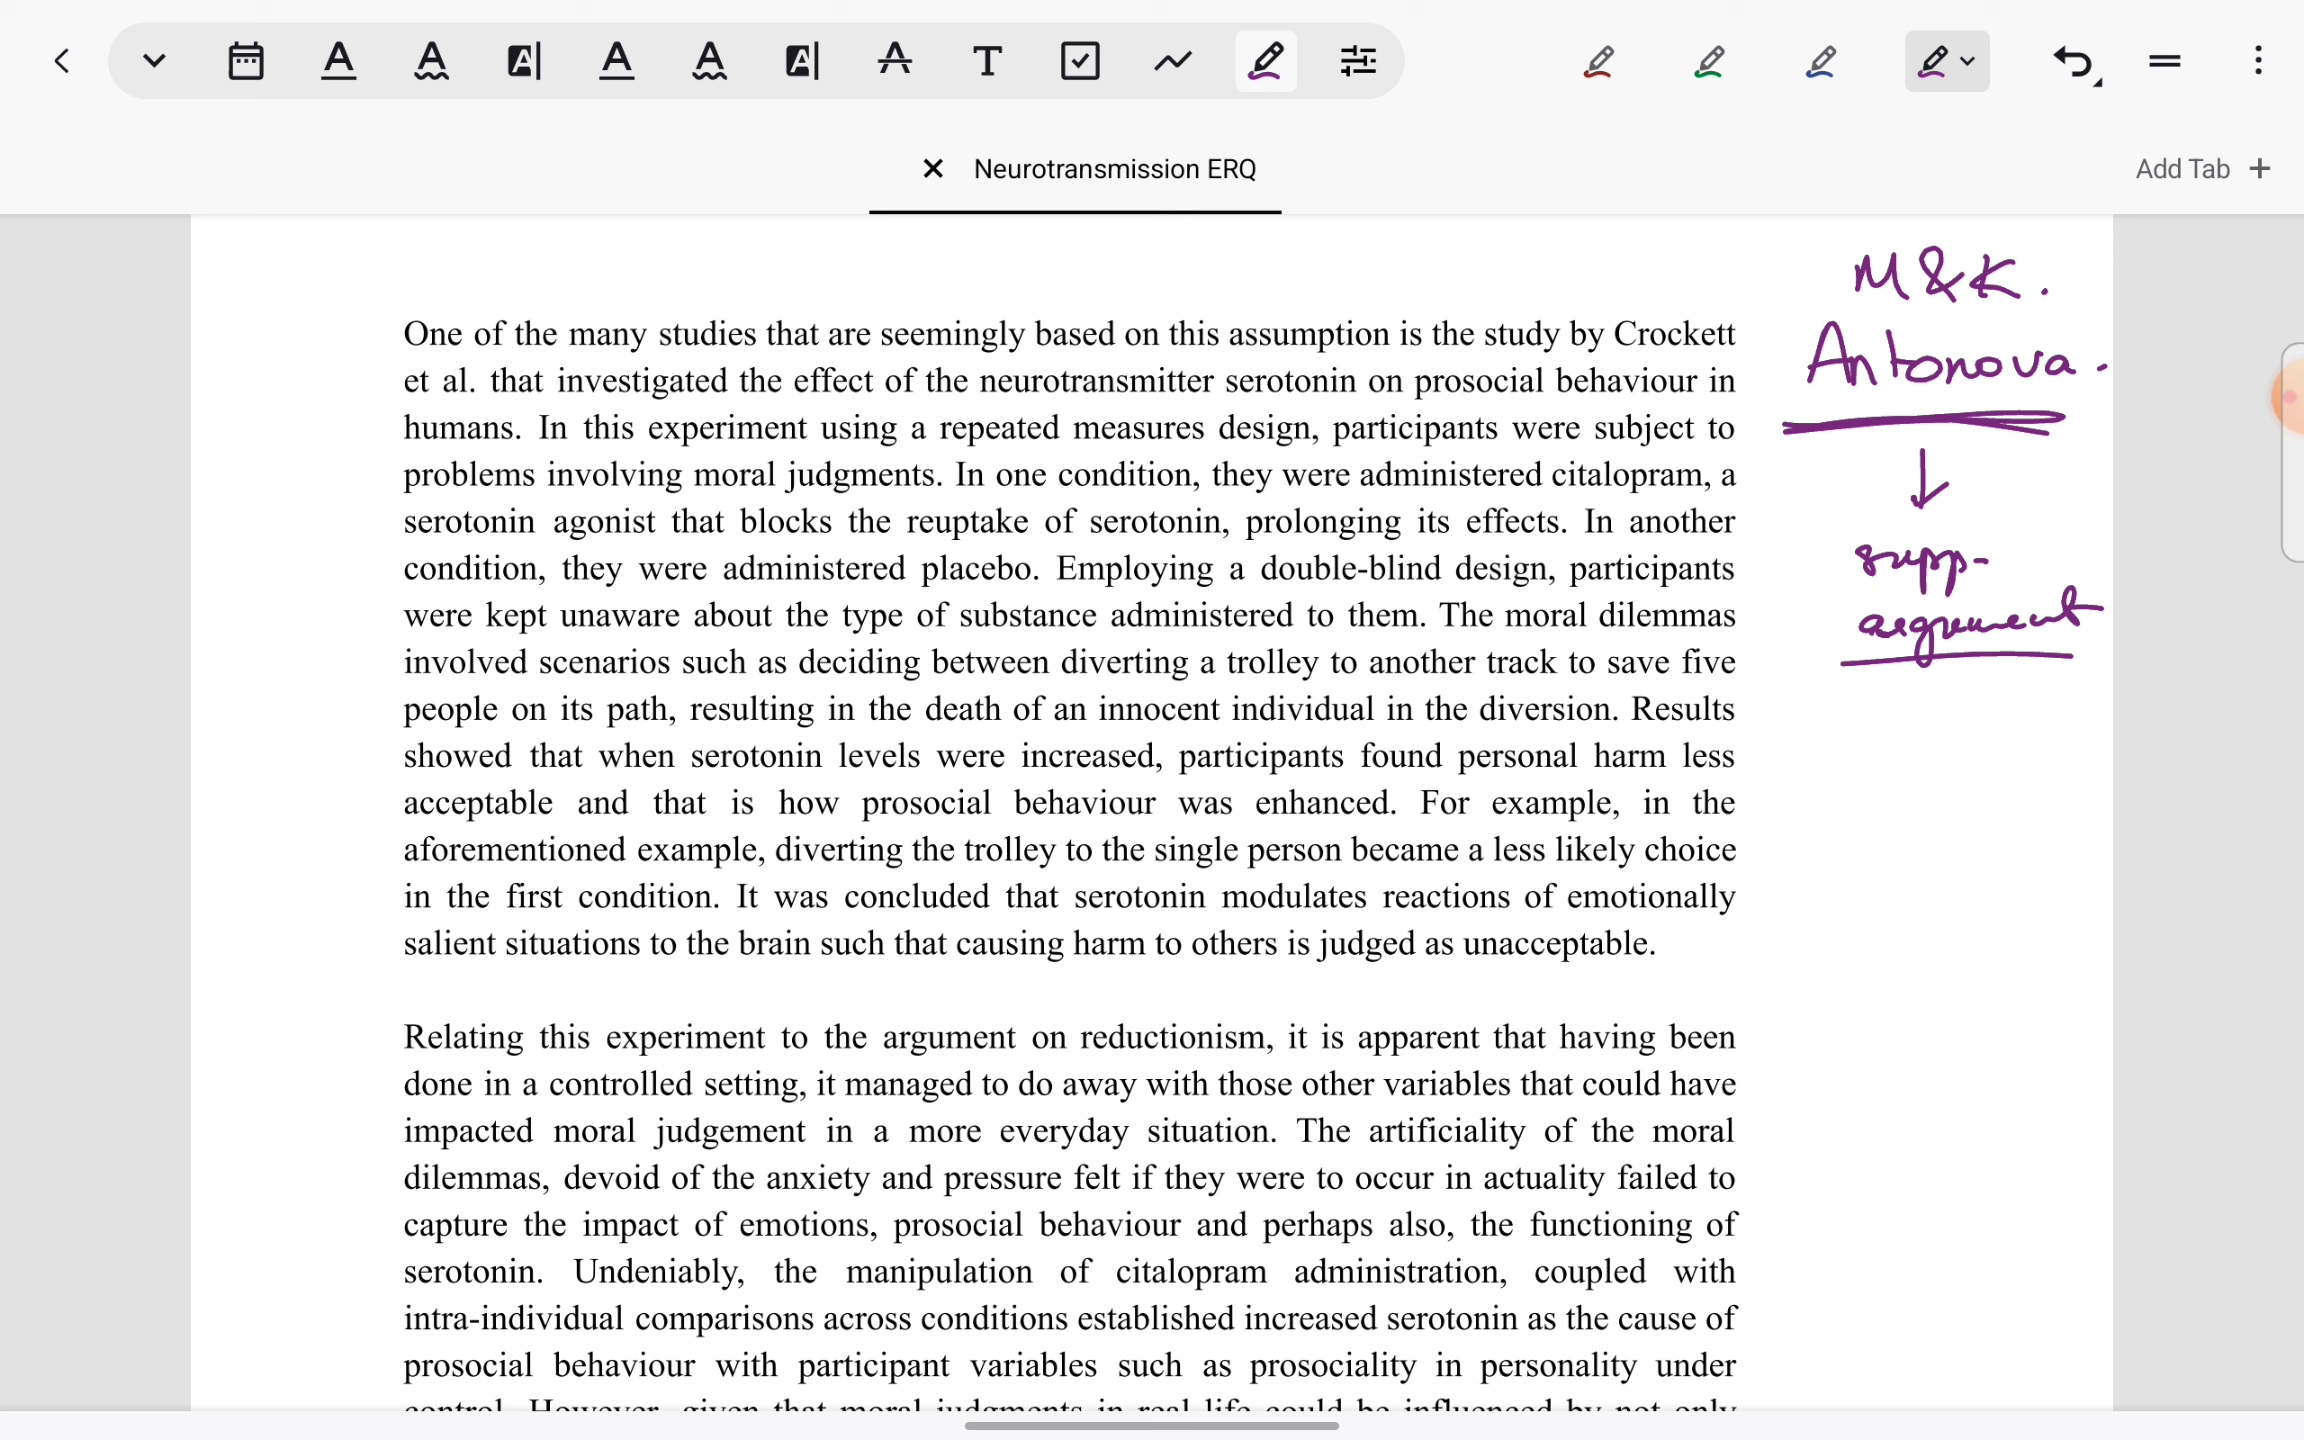 Neurotransmission ERQ
Add Tab
M & K.
Antonova.
supp-
argument
One of the many studies that are seemingly based on this assumption is the study by Crockett
et al. that investigated the effect of the neurotransmitter serotonin on prosocial behaviour in
humans. In this experiment using a repeated measures design, participants were subject to
problems involving moral judgments. In one condition, they were administered citalopram, a
serotonin agonist that blocks the reuptake of serotonin, prolonging its effects. In another
condition, they were administered placebo. Employing a double-blind design, participants
were kept unaware about the type of substance administered to them. The moral dilemmas
involved scenarios such as deciding between diverting a trolley to another track to save five
people on its path, resulting in the death of an innocent individual in the diversion. Results
showed that when serotonin levels were increased, participants found personal harm less
acceptable and that is how prosocial behaviour was enhanced. For example, in the
aforementioned example, diverting the trolley to the single person became a less likely choice
in the first condition. It was concluded that serotonin modulates reactions of emotionally
salient situations to the brain such that causing harm to others is judged as unacceptable.
Relating this experiment to the argument on reductionism, it is apparent that having been
done in a controlled setting, it managed to do away with those other variables that could have
impacted moral judgement in a more everyday situation. The artificiality of the moral
dilemmas, devoid of the anxiety and pressure felt if they were to occur in actuality failed to
capture the impact of emotions, prosocial behaviour and perhaps also, the functioning of
serotonin. Undeniably, the manipulation of citalopram administration, coupled with
intra-individual comparisons across conditions established increased serotonin as the cause of
prosocial behaviour with participant variables such as prosociality in personality under
control. However, given that moral judgments in real life could be influenced by not only